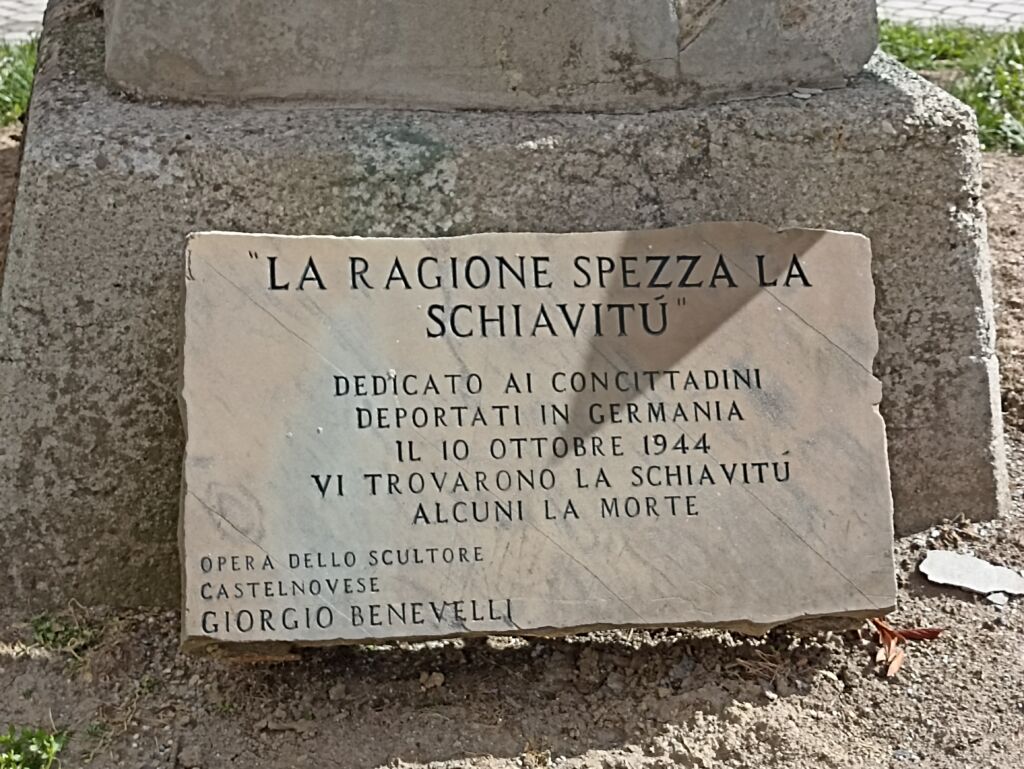 "LA RAGIONE SPEZZA LA
SCHIAVITÚ"
DEDICATO AI CONCITTADINI
DEPORTATI IN GERMANIA
IL 10 OTTOBRE 1944
VI TROVARONO LA SCHIAVITÚ
ALCUNI LA MORTE
OPERA DELLO SCULTORE
CASTELNOVESE
GIORGIO BENEVELLI